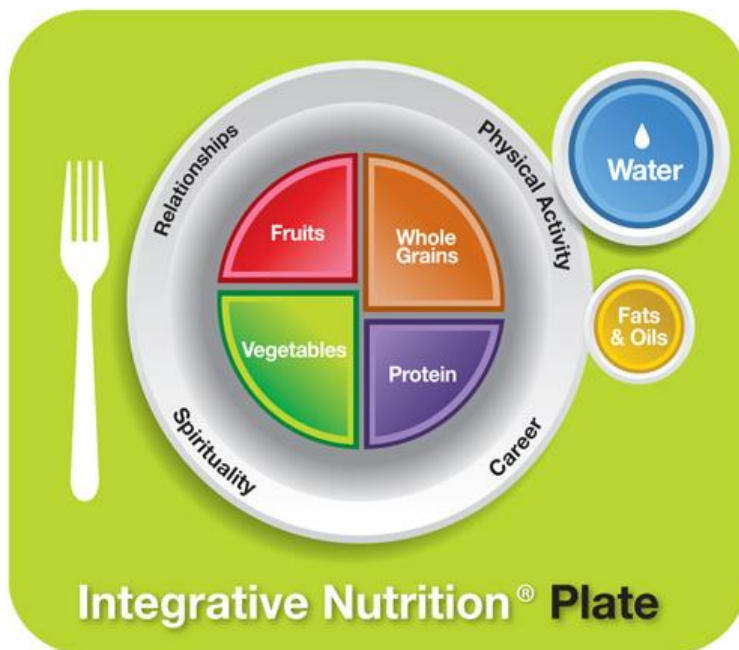 Relationships
Physical Activity
Water
Fruits
Whole
Grains
Fats
& Oils
Vegetables
Protein
Spirituality
Career
Integrative Nutrition® Plate